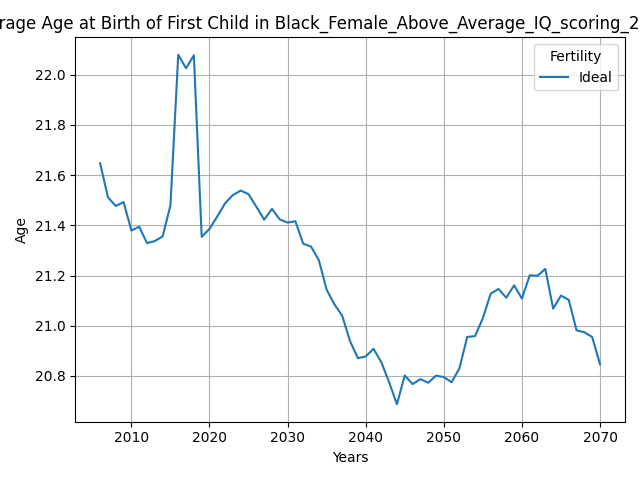 rage Age at Birth of First Child in Black_Female_Above_Average_IQ_scoring_2
Fertility
Ideal
Age
22.0
21.8
21.6
21.4
21.2
21.0
20.8
2010 2020 2030 2040 2050 2060 2070
Years